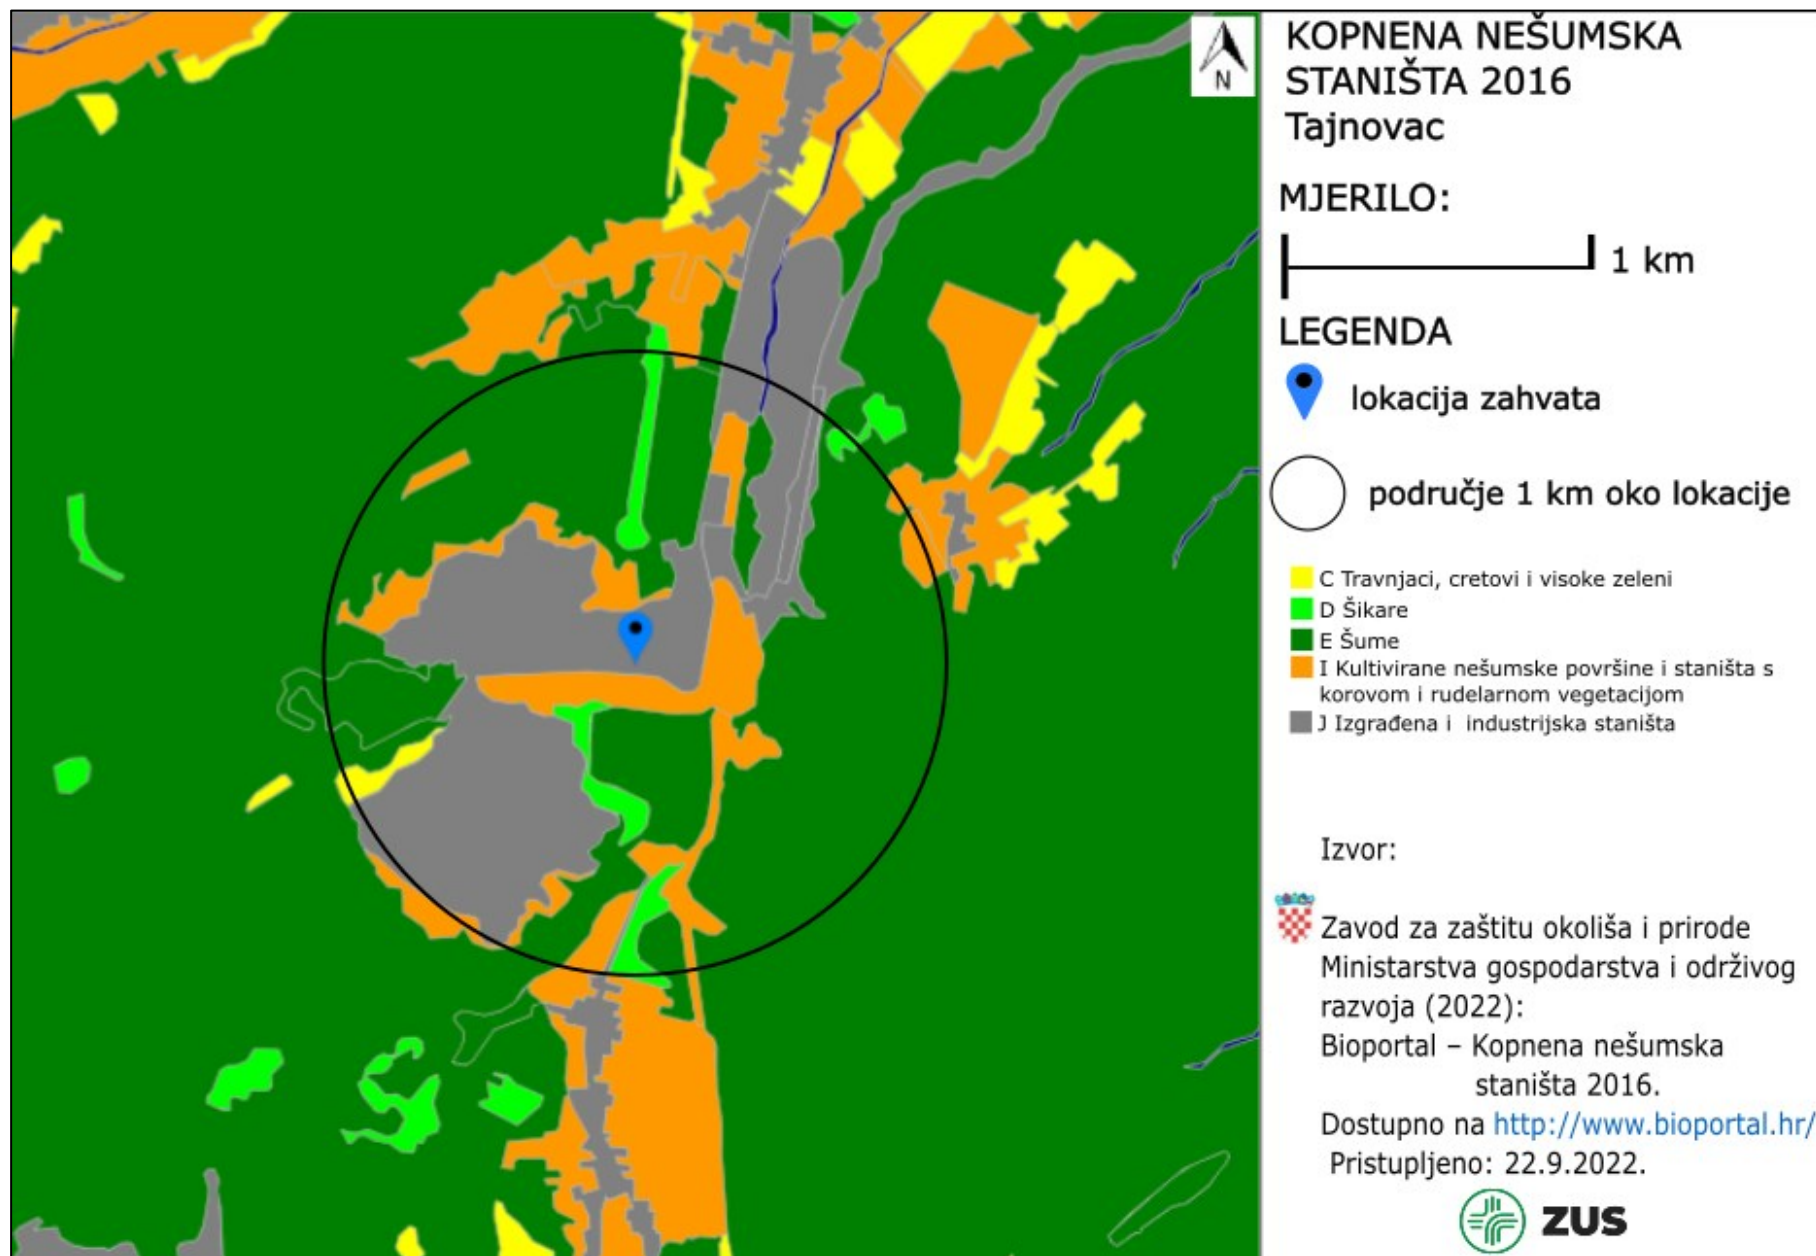 N
KOPNENA NEŠUMSKA
STANIŠTA 2016
Tajnovac
MJERILO:
1 km
LEGENDA
lokacija zahvata
područje 1 km oko lokacije
C Travnjaci, cretovi i visoke zeleni
D Šikare
E Šume
I Kultivirane nešumske površine i staništa s
korovom i rudelarnom vegetacijom
J Izgrađena i industrijska staništa
Izvor:
Zavod za zaštitu okoliša i prirode
Ministarstva gospodarstva i održivog
razvoja (2022):
Bioportal – Kopnena nešumska
staništa 2016.
Dostupno na http://www.bioportal.hr/
Pristupljeno: 22.9.2022.
ZUS